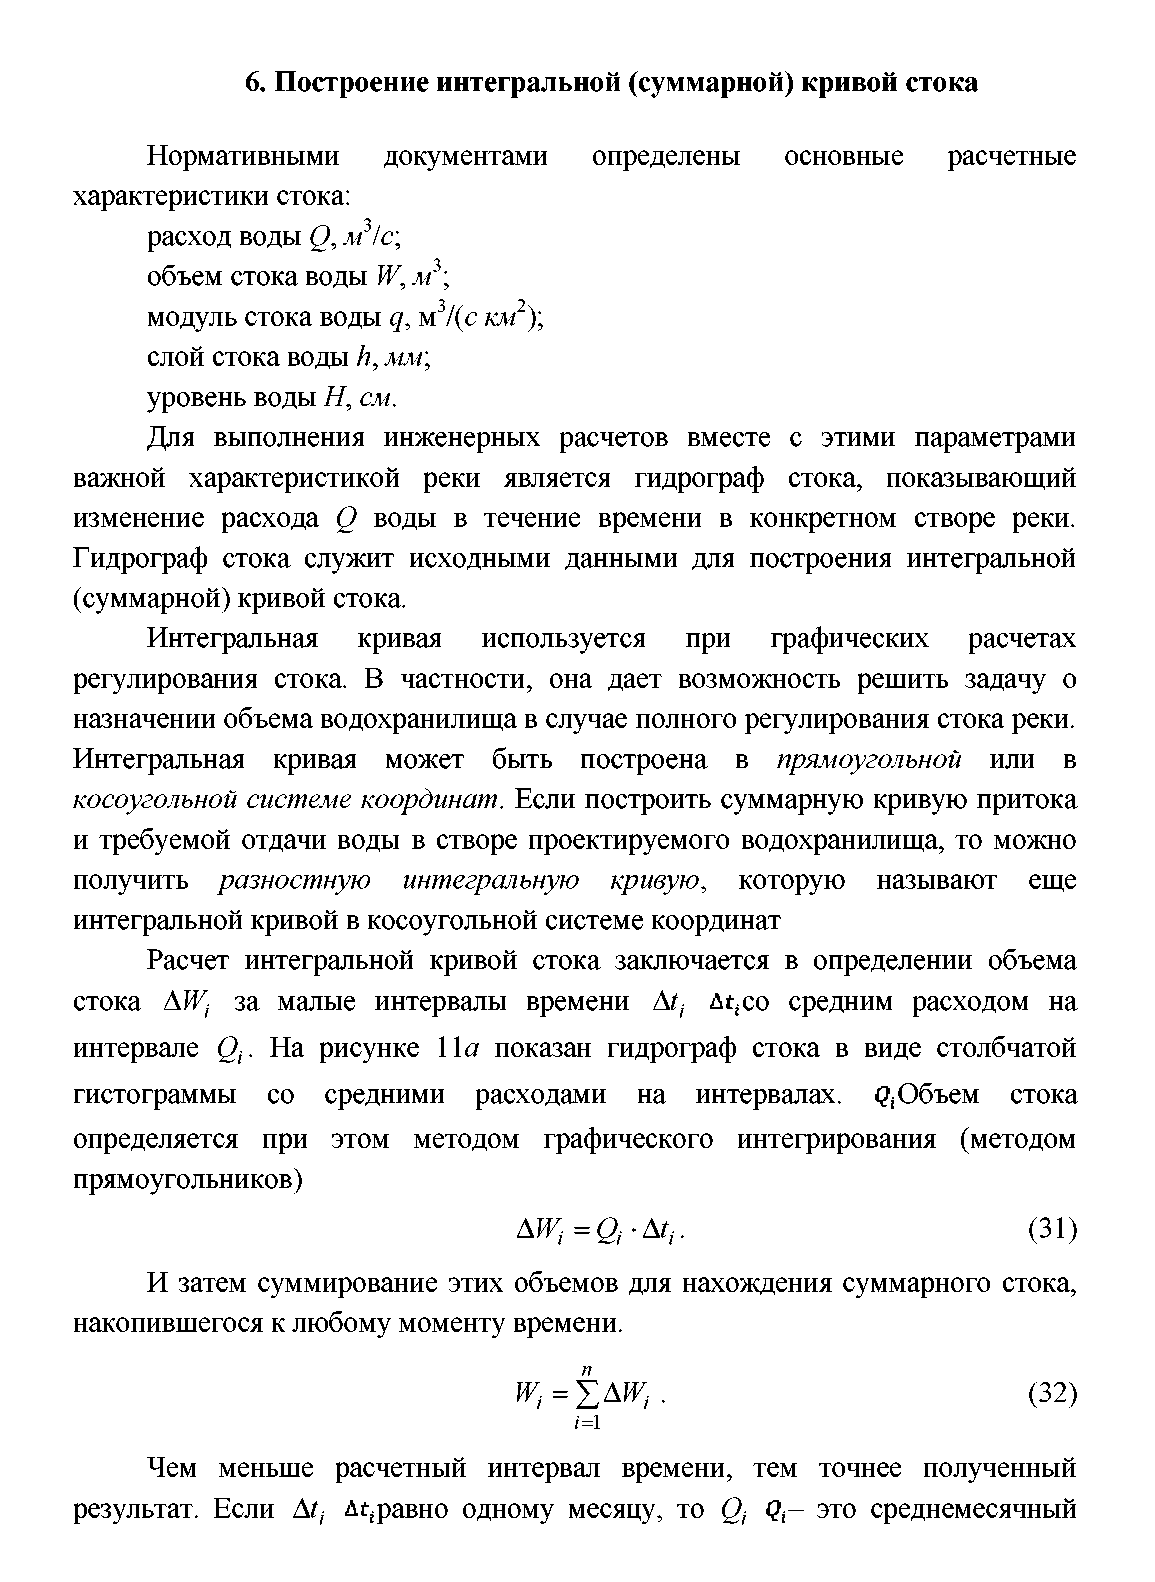 6. Построение интегральной (суммарной) кривой стока
Нормативными документами определены основные расчетные
характеристики стока:
расход воды Q, м³/с;
объем стока воды W, м³;
модуль стока воды q, м³/(с км²);
слой стока воды h, мм;
уровень воды H, см.
Для выполнения инженерных расчетов вместе с этими параметрами
важной характеристикой реки является гидрограф стока, показывающий
изменение расхода Q воды в течение времени в конкретном створе реки.
Гидрограф стока служит исходными данными для построения интегральной
(суммарной) кривой стока.
Интегральная кривая используется при графических расчетах
регулирования стока. В частности, она дает возможность решить задачу о
назначении объема водохранилища в случае полного регулирования стока реки.
Интегральная кривая может быть построена в прямоугольной или в
косоугольной системе координат. Если построить суммарную кривую притока
и требуемой отдачи воды в створе проектируемого водохранилища, то можно
получить разностную интегральную кривую, которую называют еще
интегральной кривой в косоугольной системе координат
Расчет интегральной кривой стока заключается в определении объема
стока ΔWᵢ за малые интервалы времени Δtᵢ Δtᵢсо средним расходом на
интервале Qᵢ. На рисунке 11а показан гидрограф стока в виде столбчатой
гистограммы со средними расходами на интервалах. QᵢОбъем стока
определяется при этом методом графического интегрирования (методом
прямоугольников)
ΔWᵢ = Qᵢ · Δtᵢ. (31)
И затем суммирование этих объемов для нахождения суммарного стока,
накопившегося к любому моменту времени.
n
Wᵢ = ∑ΔWᵢ . (32)
i=1
Чем меньше расчетный интервал времени, тем точнее полученный
результат. Если Δtᵢ Δtᵢравно одному месяцу, то Qᵢ Qᵢ– это среднемесячный